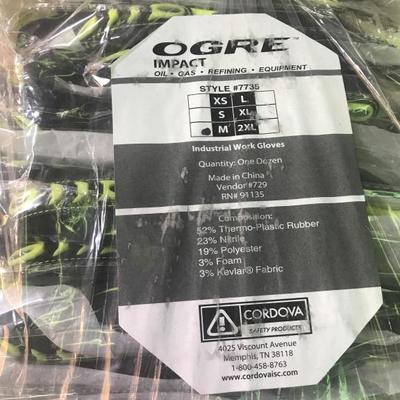 OGRE™
IMPACT
OIL • GAS • REFINING • EQUIPMENT
STYLE #7735
XS L
S XL
M 2XL
Industrial Work Gloves
Quantity: One Dozen
Made in China
Vendor #729
RN# 91135
Composition:
52% Thermo-Plastic Rubber
23% Nitrile
19% Polyester
3% Foam
3% Kevlar® Fabric
CORDOVA
SAFETY PRODUCTS
4025 Viscount Avenue
Memphis, TN 38118
1-800-458-8763
www.cordovaisc.com